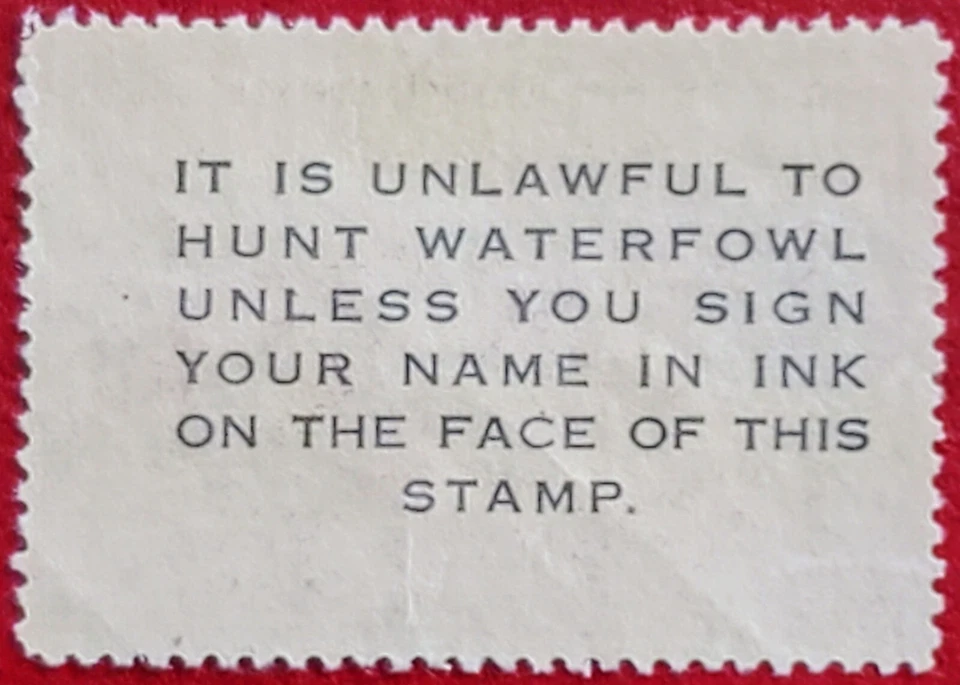 IT IS UNLAWFUL TO
HUNT WATERFOWL
UNLESS YOU SIGN
YOUR NAME IN INK
ON THE FACE OF THIS
STAMP.